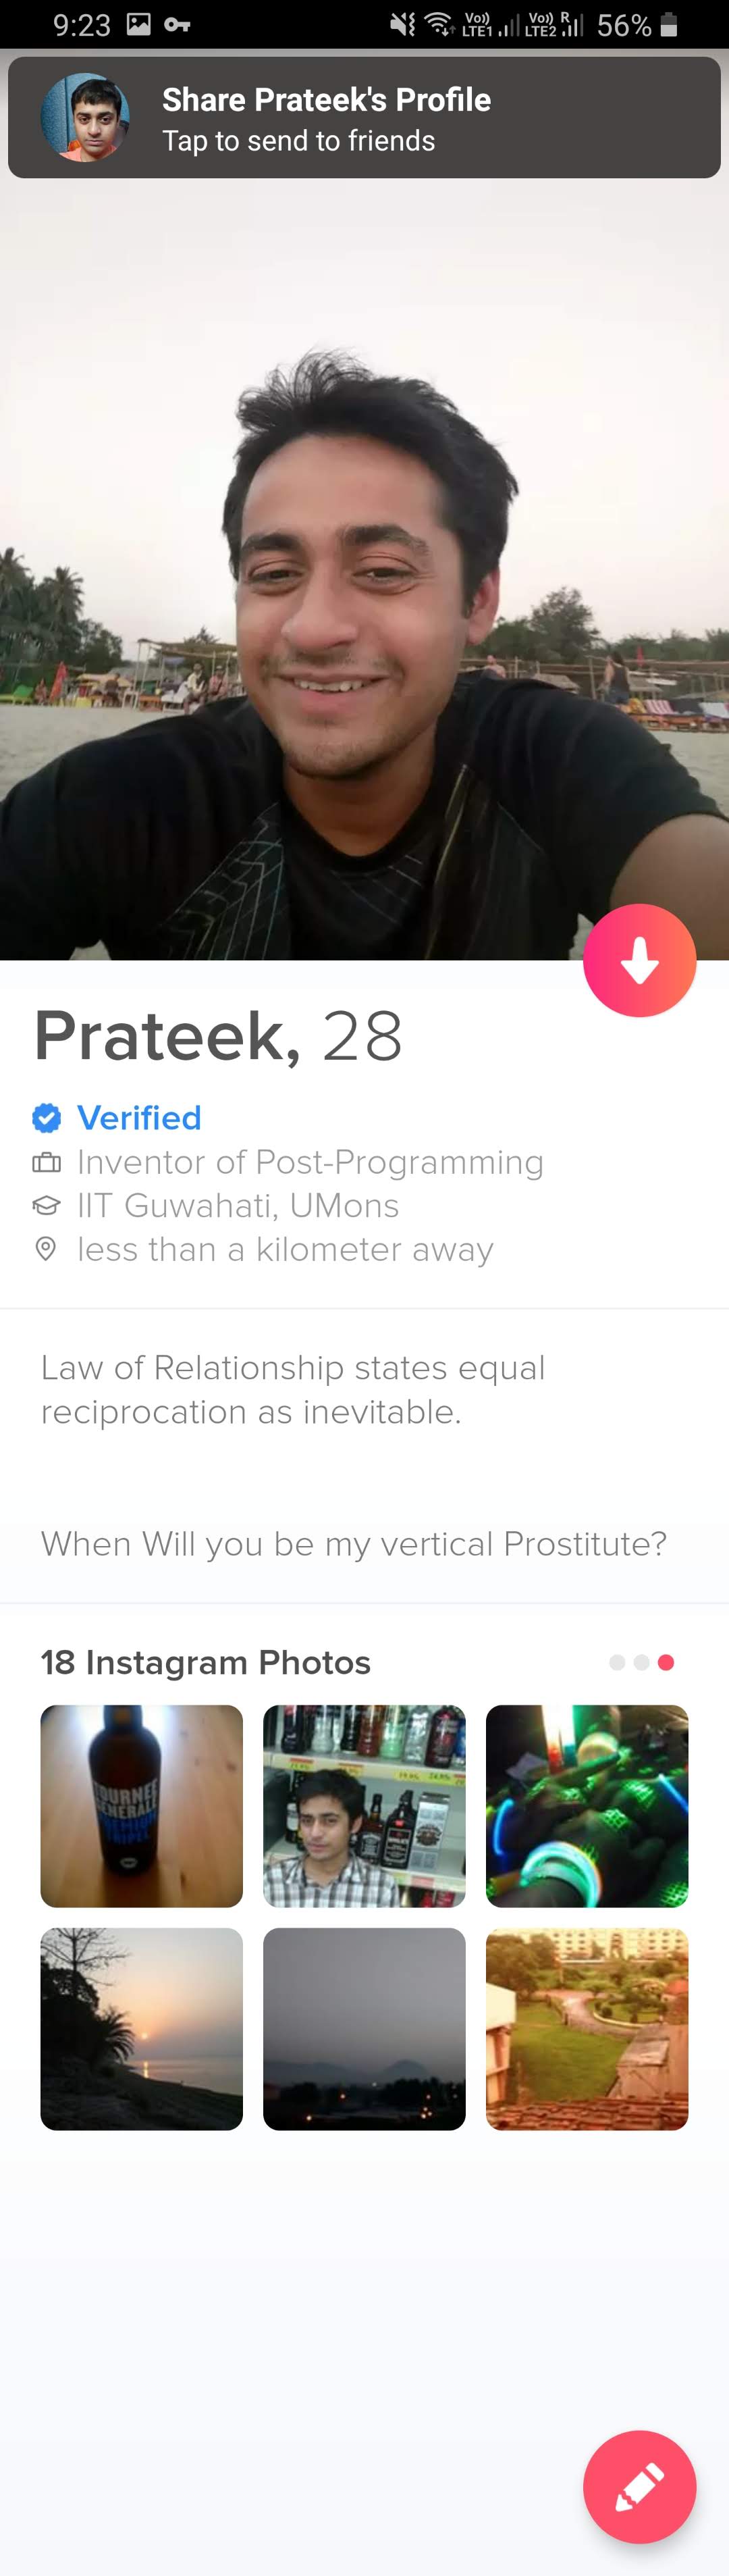 9:23
Vo)) LTE1 Vo)) R LTE2 56%
Share Prateek's Profile
Tap to send to friends
Prateek, 28
Verified
Inventor of Post-Programming
IIT Guwahati, UMons
less than a kilometer away
Law of Relationship states equal
reciprocation as inevitable.
When Will you be my vertical Prostitute?
18 Instagram Photos
TOURNÉE
GENERALE